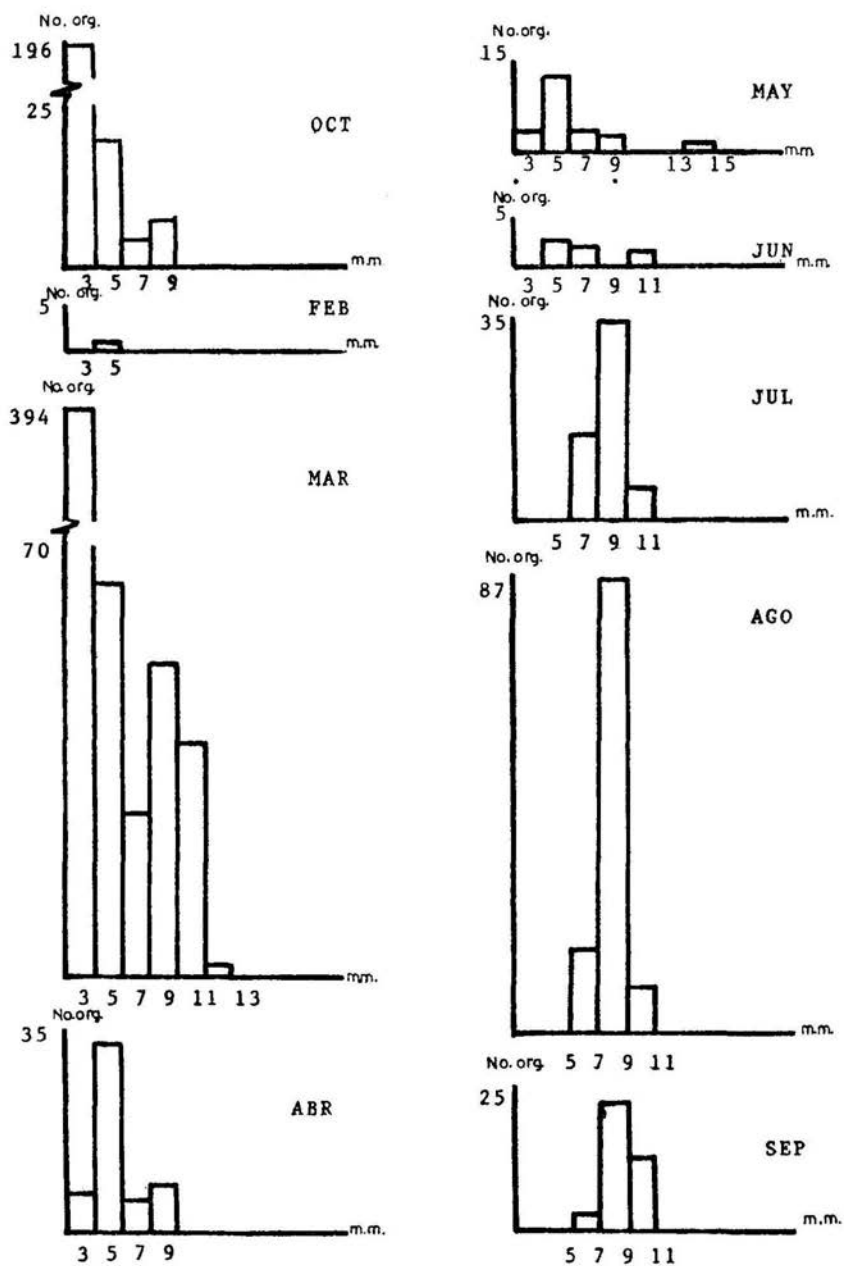 No. org.
196
25
OCT
m.m.
3 5 7 9
No. org.
5
FEB
m.m.
3 5
No. org.
394
MAR
70
m.m.
3 5 7 9 11 13
No. org
35
ABR
m.m.
3 5 7 9
No. org.
15
MAY
m.m.
3 5 7 9 13 15
No. org.
5
JUN
m.m.
3 5 7 9 11
35
JUL
m.m.
5 7 9 11
No. org.
87
AGO
m.m.
5 7 9 11
No. org
25
SEP
m.m.
5 7 9 11